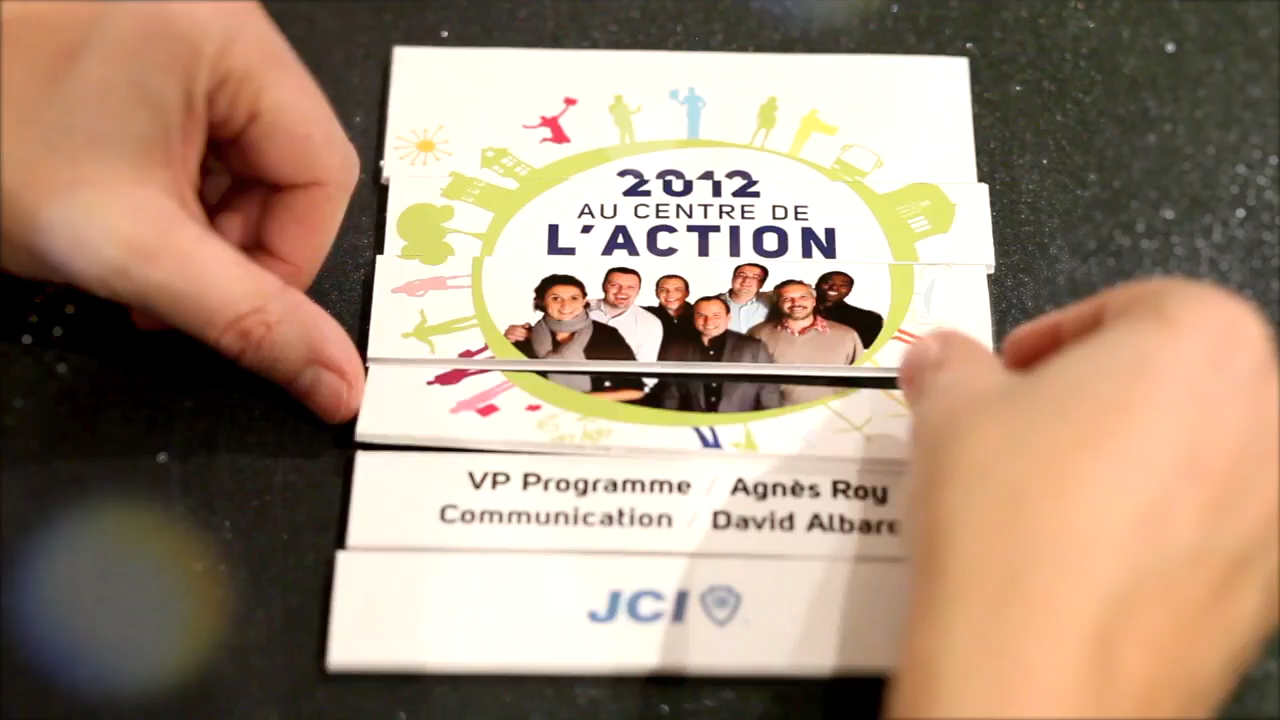 2012
AU CENTRE DE
L'ACTION
VP Programme / Agnès Roy
Communication / David
JCI